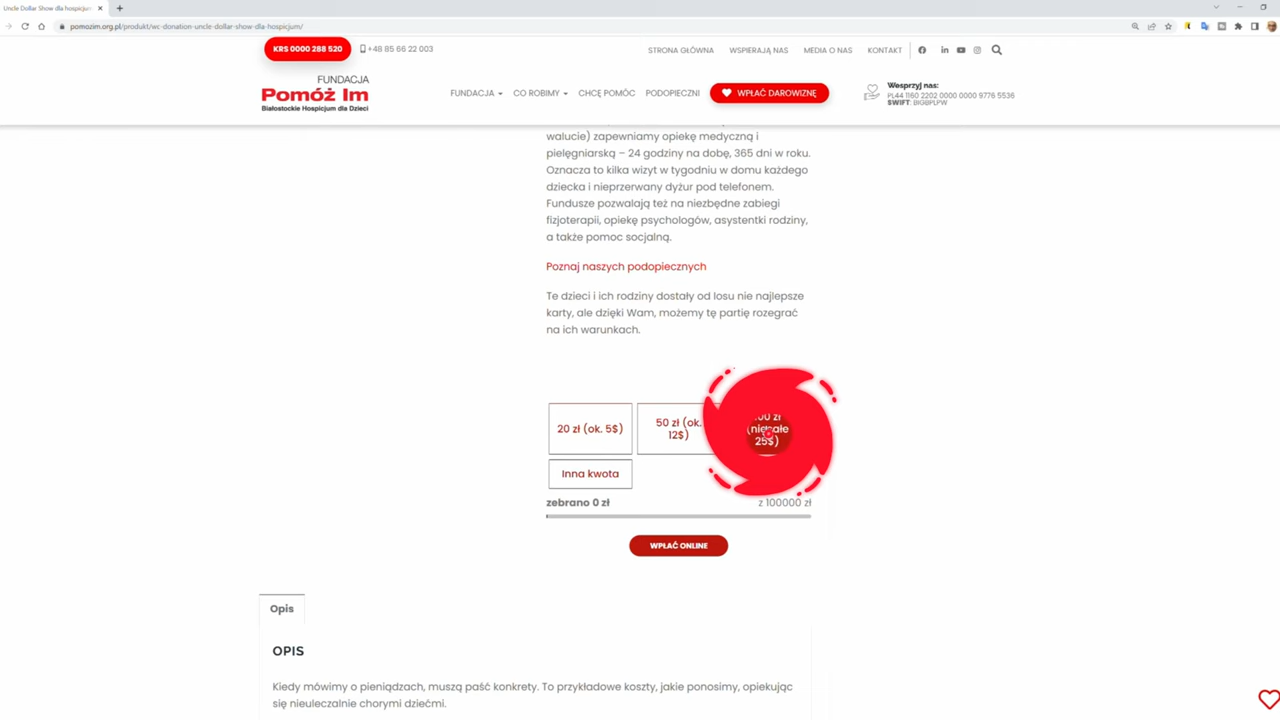 Uncle Dollar Show dla hospicjum
pomozim.org.pl/produkt/wc-donation-uncle-dollar-show-dla-hospicjum/
KRS 0000 288 520
+48 85 66 22 003
STRONA GŁÓWNA WSPIERAJĄ NAS MEDIA O NAS KONTAKT
FUNDACJA
Pomóż Im
Białostockie Hospicjum dla Dzieci
FUNDACJA CO ROBIMY CHCĘ POMÓC PODOPIECZNI WPŁAĆ DAROWIZNĘ
Wesprzyj nas:
PL44 1160 2202 0000 0000 9776 5536
SWIFT: BIGBPLPW
walucie) zapewniamy opiekę medyczną i
pielęgniarską – 24 godziny na dobę, 365 dni w roku.
Oznacza to kilka wizyt w tygodniu w domu każdego
dziecka i nieprzerwany dyżur pod telefonem.
Fundusze pozwalają też na niezbędne zabiegi
fizjoterapii, opiekę psychologów, asystentki rodziny,
a także pomoc socjalną.
Poznaj naszych podopiecznych
Te dzieci i ich rodziny dostały od losu nie najlepsze
karty, ale dzięki Wam, możemy tę partię rozegrać
na ich warunkach.
20 zł (ok. 5$)
50 zł (ok.
12$)
100 zł
(niecałe
25$)
Inna kwota
zebrano 0 zł
z 100000 zł
WPŁAĆ ONLINE
Opis
OPIS
Kiedy mówimy o pieniądzach, muszą paść konkrety. To przykładowe koszty, jakie ponosimy, opiekując
się nieuleczalnie chorymi dziećmi.